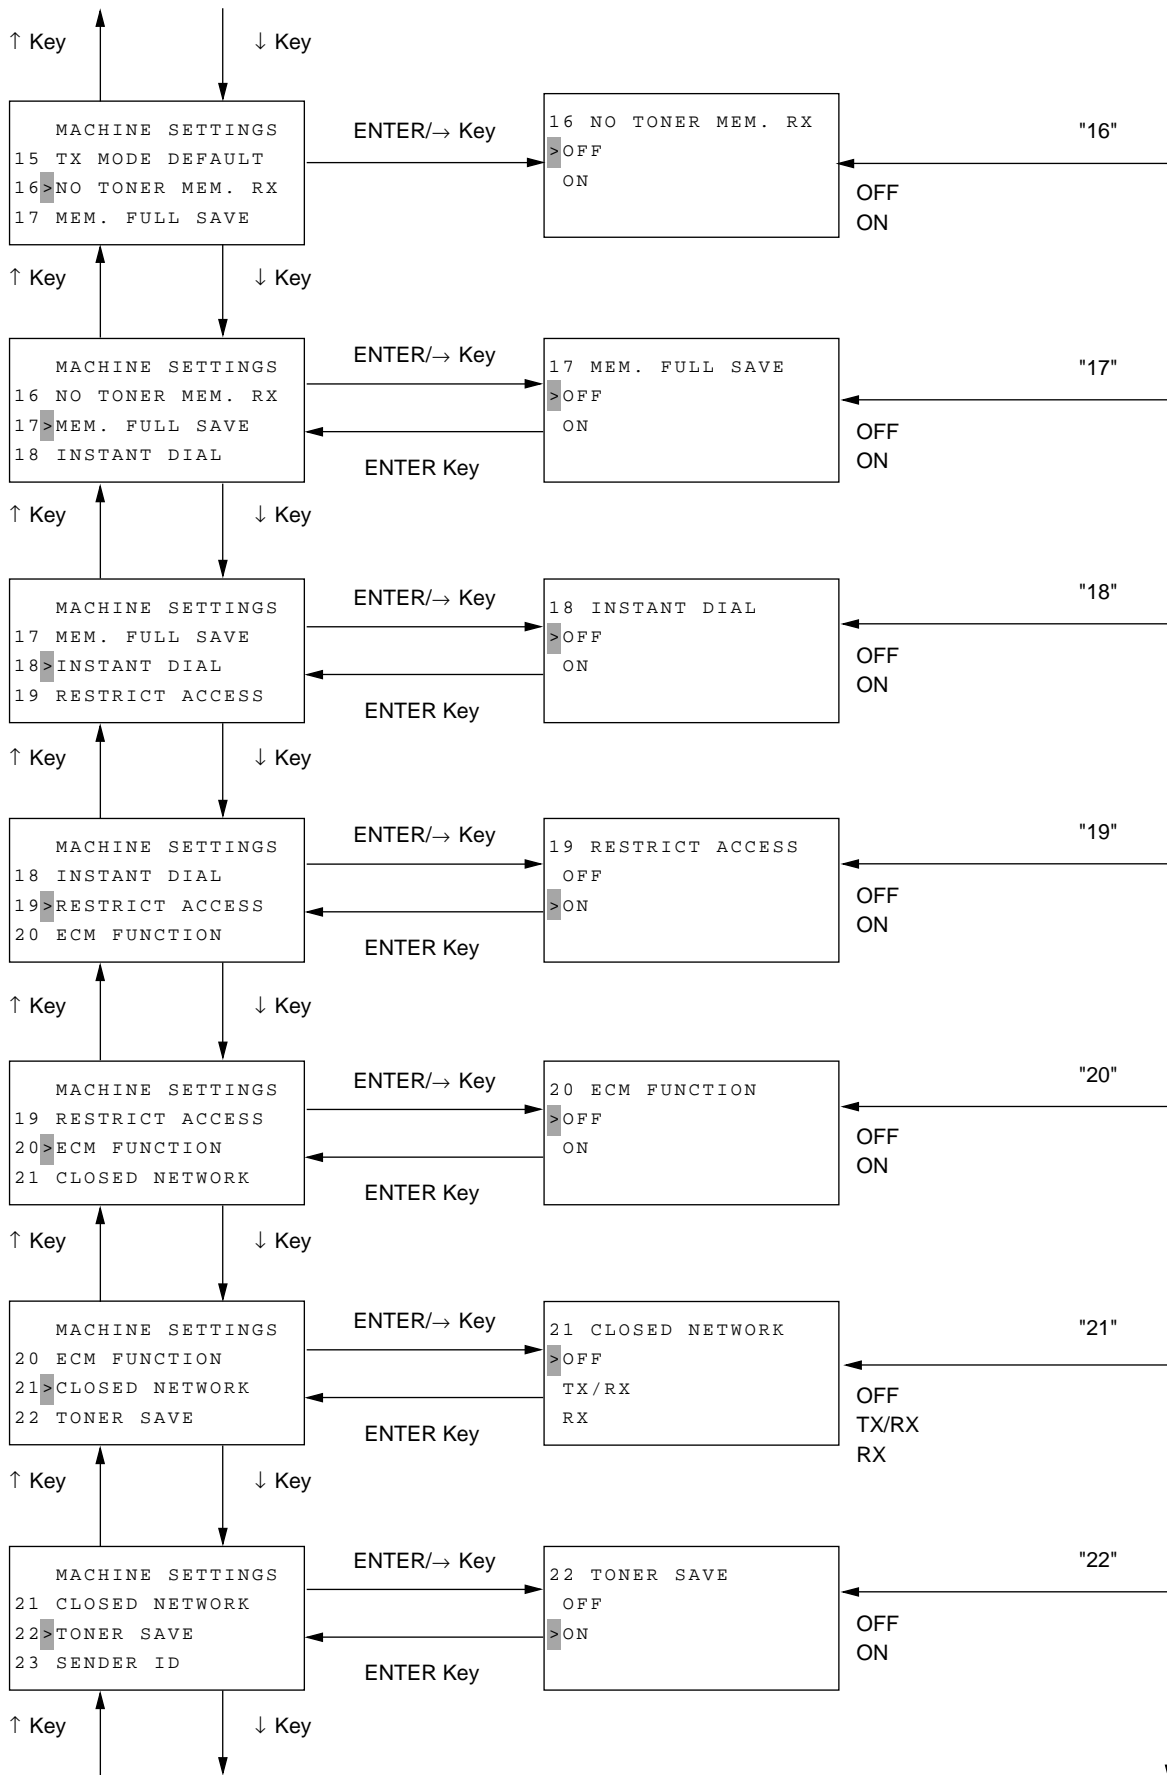 ↑ Key
↓ Key
MACHINE SETTINGS
15 TX MODE DEFAULT
16>NO TONER MEM. RX
17 MEM. FULL SAVE
ENTER/→ Key
16 NO TONER MEM. RX
>OFF
ON
"16"
OFF
ON
↑ Key
↓ Key
MACHINE SETTINGS
16 NO TONER MEM. RX
17>MEM. FULL SAVE
18 INSTANT DIAL
ENTER/→ Key
ENTER Key
17 MEM. FULL SAVE
>OFF
ON
"17"
OFF
ON
↑ Key
↓ Key
MACHINE SETTINGS
17 MEM. FULL SAVE
18>INSTANT DIAL
19 RESTRICT ACCESS
ENTER/→ Key
ENTER Key
18 INSTANT DIAL
>OFF
ON
"18"
OFF
ON
↑ Key
↓ Key
MACHINE SETTINGS
18 INSTANT DIAL
19>RESTRICT ACCESS
20 ECM FUNCTION
ENTER/→ Key
ENTER Key
19 RESTRICT ACCESS
OFF
>ON
"19"
OFF
ON
↑ Key
↓ Key
MACHINE SETTINGS
19 RESTRICT ACCESS
20>ECM FUNCTION
21 CLOSED NETWORK
ENTER/→ Key
ENTER Key
20 ECM FUNCTION
>OFF
ON
"20"
OFF
ON
↑ Key
↓ Key
MACHINE SETTINGS
20 ECM FUNCTION
21>CLOSED NETWORK
22 TONER SAVE
ENTER/→ Key
ENTER Key
21 CLOSED NETWORK
>OFF
TX/RX
RX
"21"
OFF
TX/RX
RX
↑ Key
↓ Key
MACHINE SETTINGS
21 CLOSED NETWORK
22>TONER SAVE
23 SENDER ID
ENTER/→ Key
ENTER Key
22 TONER SAVE
OFF
>ON
"22"
OFF
ON
↑ Key
↓ Key